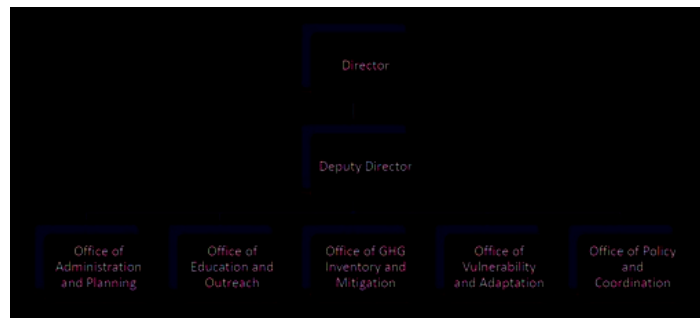 Director
Deputy Director
Office of
Administration
and Planning
Office of
Education and
Outreach
Office of GHG
Inventory and
Mitigation
Office of
Vulnerability
and Adaptation
Office of Policy
and
Coordination